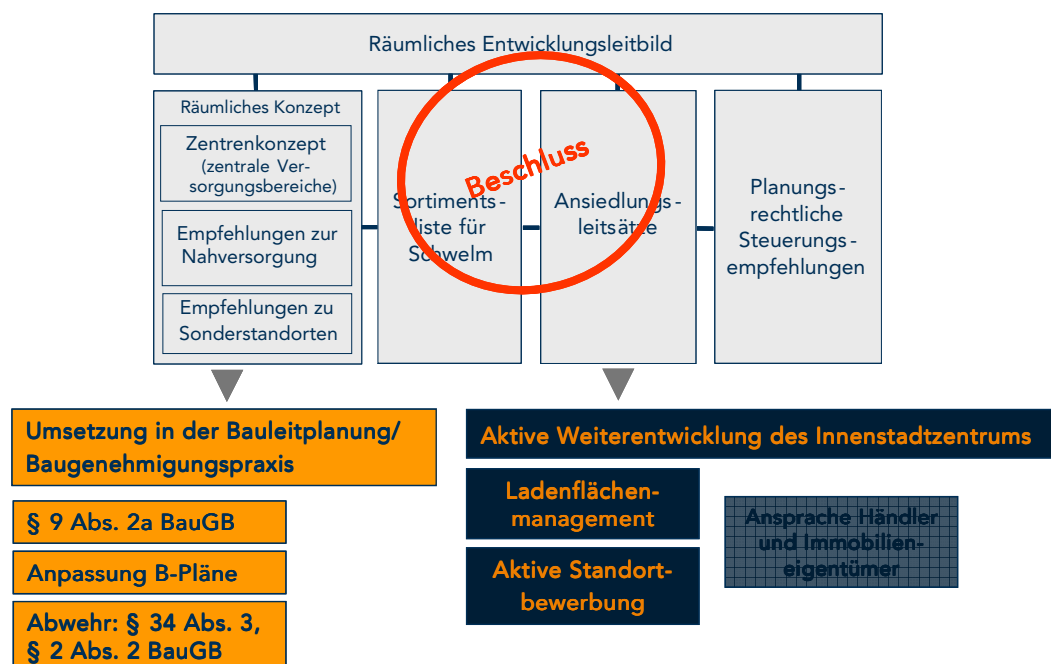 Räumliches Entwicklungsleitbild
Räumliches Konzept
Zentrenkonzept
(zentrale Ver-
sorgungsbereiche)
Empfehlungen zur
Nahversorgung
Empfehlungen zu
Sonderstandorten
Sortiments-
liste für
Schwelm
Beschluss
Ansiedlungs-
leitsätze
Planungs-
rechtliche
Steuerungs-
empfehlungen
Umsetzung in der Bauleitplanung/
Baugenehmigungspraxis
§ 9 Abs. 2a BauGB
Anpassung B-Pläne
Abwehr: § 34 Abs. 3,
§ 2 Abs. 2 BauGB
Aktive Weiterentwicklung des Innenstadtzentrums
Ladenflächen-
management
Aktive Standort-
bewerbung
Ansprache Händler
und Immobilien-
eigentümer